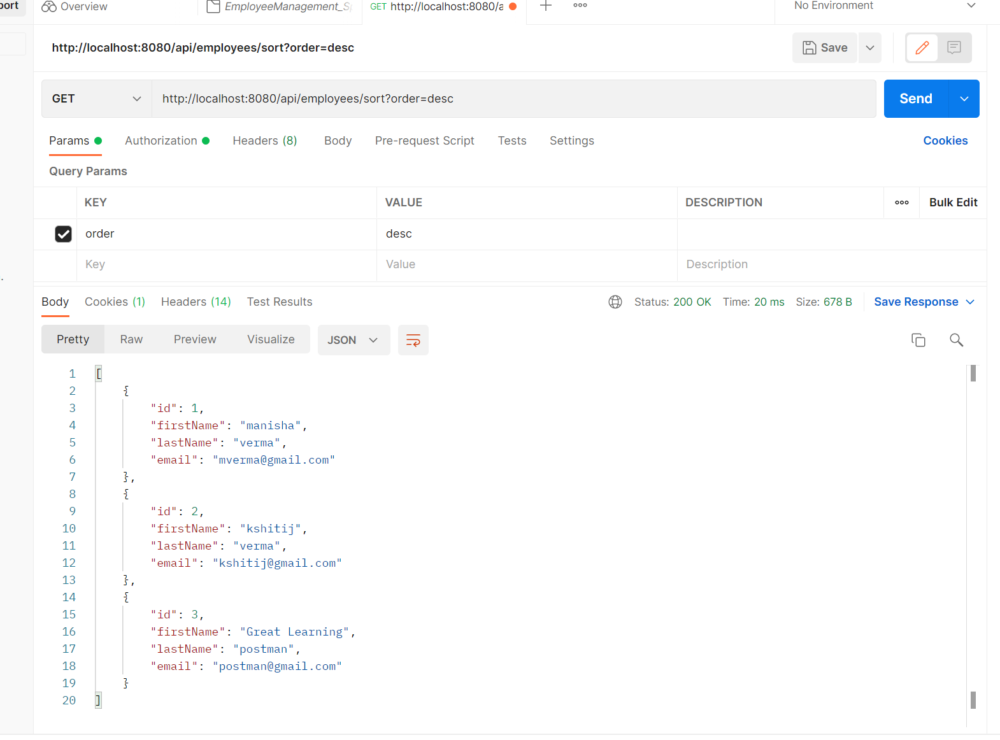 port
Overview
EmployeeManagement_S
GET http://localhost:8080/a
No Environment
http://localhost:8080/api/employees/sort?order=desc
Save
GET
http://localhost:8080/api/employees/sort?order=desc
Send
Params
Authorization
Headers (8)
Body
Pre-request Script
Tests
Settings
Cookies
Query Params
KEY
VALUE
DESCRIPTION
Bulk Edit
order
desc
Key
Value
Description
Body
Cookies (1)
Headers (14)
Test Results
Status: 200 OK
Time: 20 ms
Size: 678 B
Save Response
Pretty
Raw
Preview
Visualize
JSON
1 [
2 {
3 "id": 1,
4 "firstName": "manisha",
5 "lastName": "verma",
6 "email": "mverma@gmail.com"
7 },
8 {
9 "id": 2,
10 "firstName": "kshitij",
11 "lastName": "verma",
12 "email": "kshitij@gmail.com"
13 },
14 {
15 "id": 3,
16 "firstName": "Great Learning",
17 "lastName": "postman",
18 "email": "postman@gmail.com"
19 }
20 ]